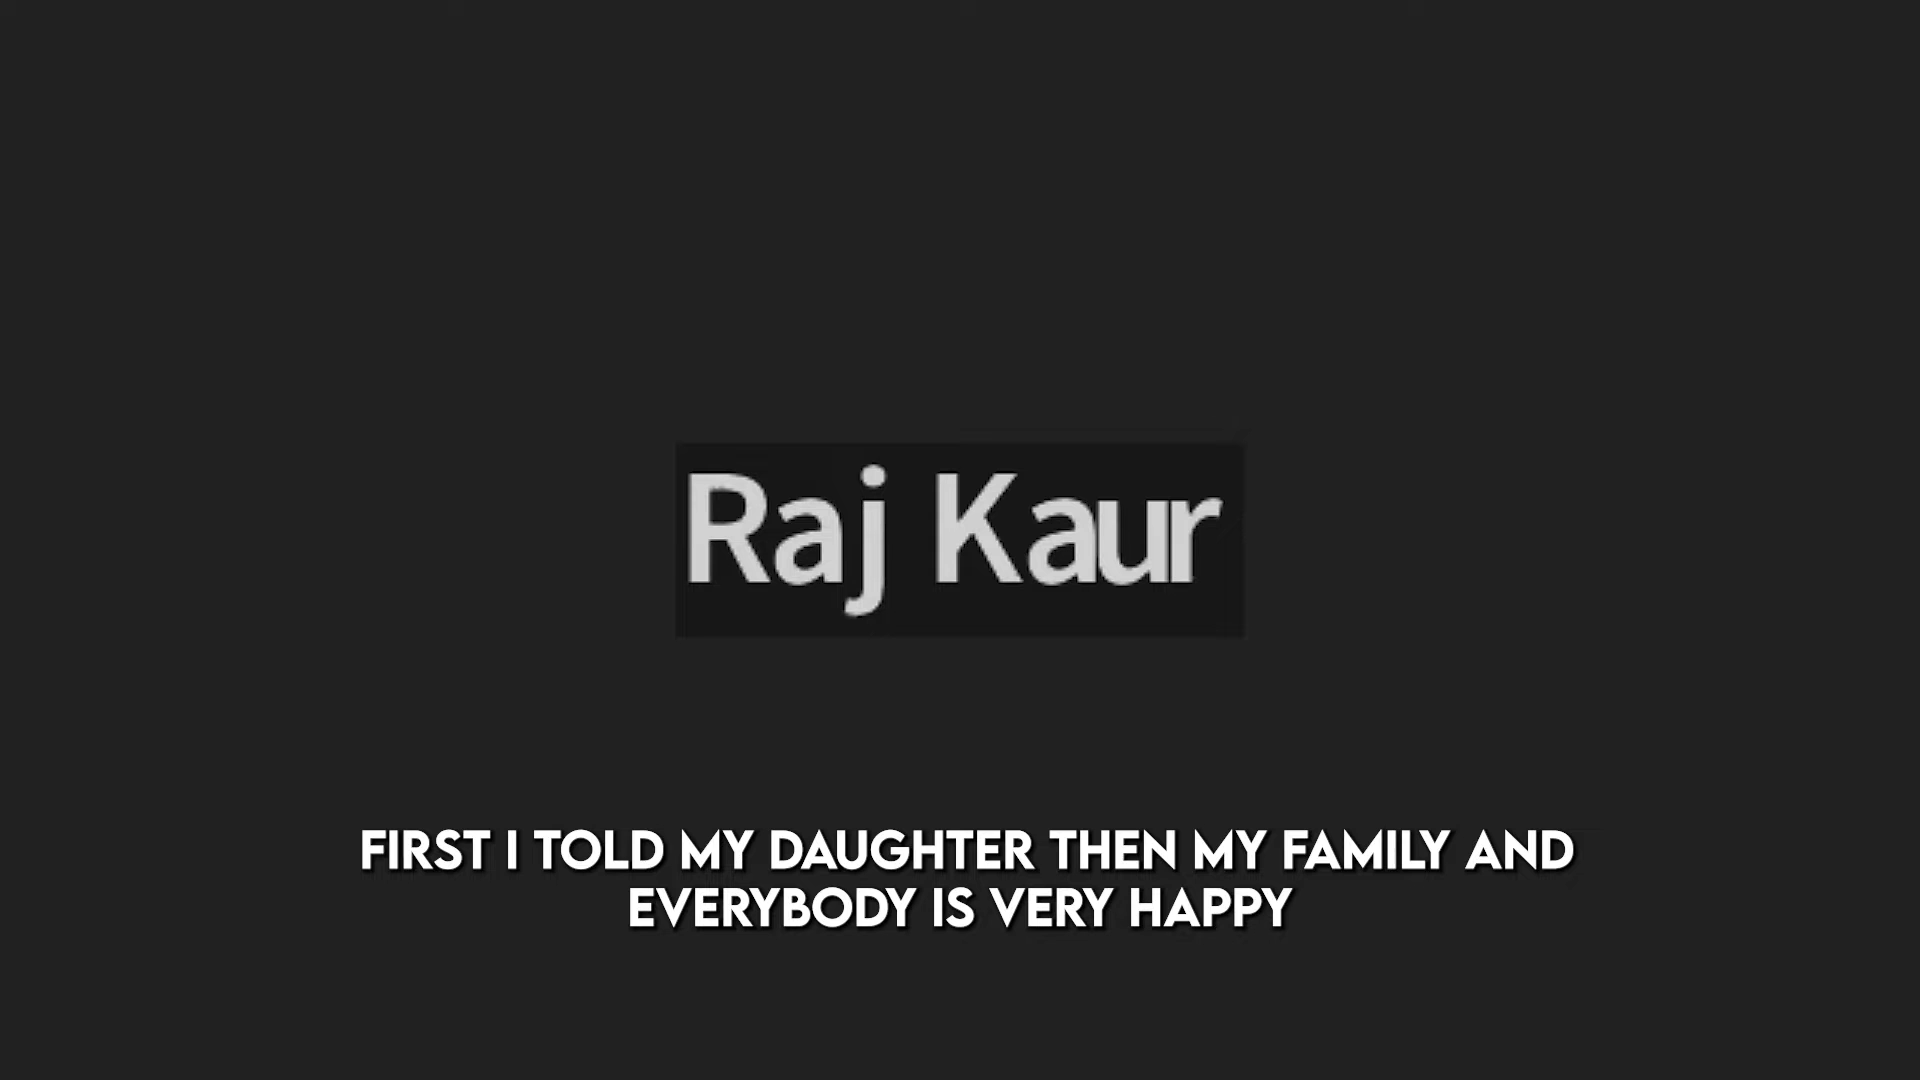 Raj Kaur
FIRST I TOLD MY DAUGHTER THEN MY FAMILY AND
EVERYBODY IS VERY HAPPY